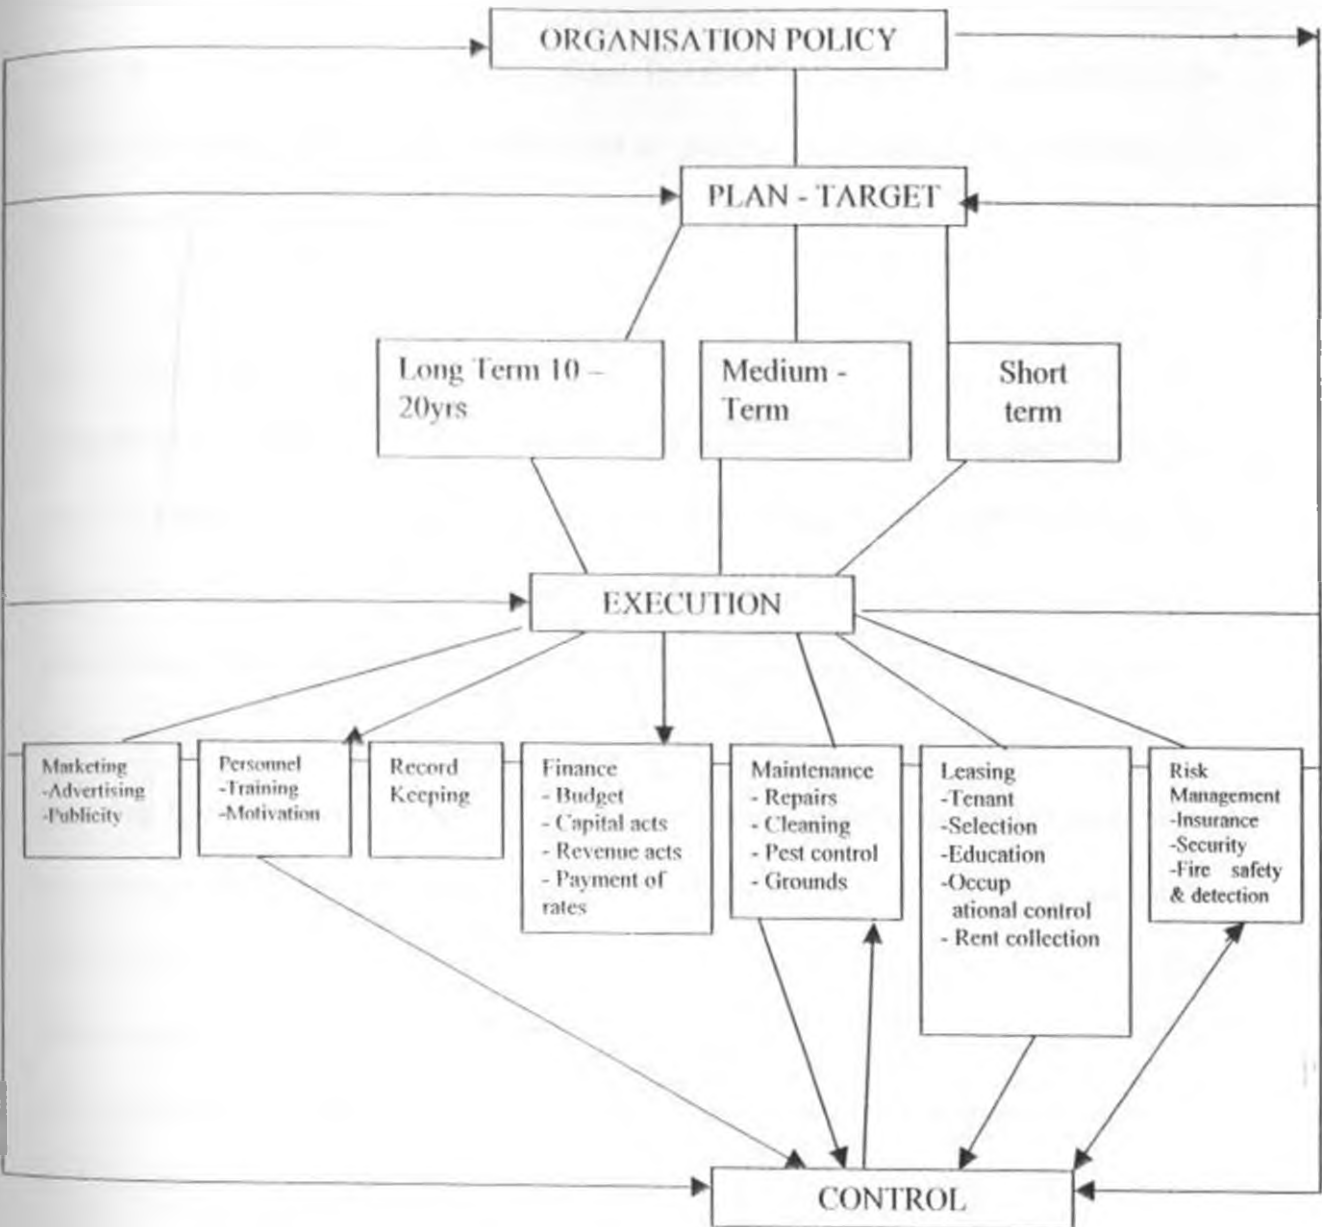 ORGANISATION POLICY
PLAN - TARGET
Long Term 10 –
20yrs
Medium -
Term
Short
term
EXECUTION
Marketing
-Advertising
-Publicity
Personnel
-Training
-Motivation
Record
Keeping
Finance
- Budget
- Capital acts
- Revenue acts
- Payment of
rates
Maintenance
- Repairs
- Cleaning
- Pest control
- Grounds
Leasing
-Tenant
-Selection
-Education
-Occup
ational control
- Rent collection
Risk
Management
-Insurance
-Security
-Fire safety
& detection
CONTROL